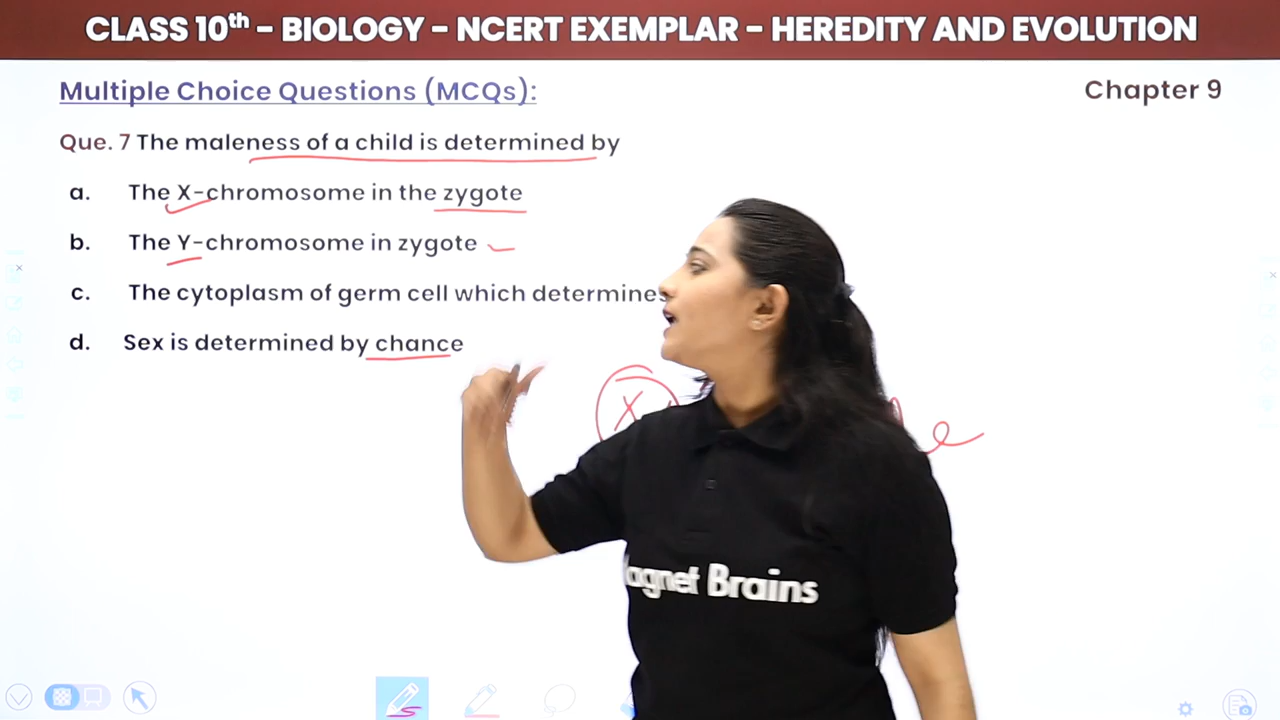 CLASS 10th – BIOLOGY – NCERT EXEMPLAR – HEREDITY AND EVOLUTION
Multiple Choice Questions (MCQs):
Chapter 9
Que. 7 The maleness of a child is determined by
a. The X-chromosome in the zygote
b. The Y-chromosome in zygote
c. The cytoplasm of germ cell which determines
d. Sex is determined by chance
X
Brains